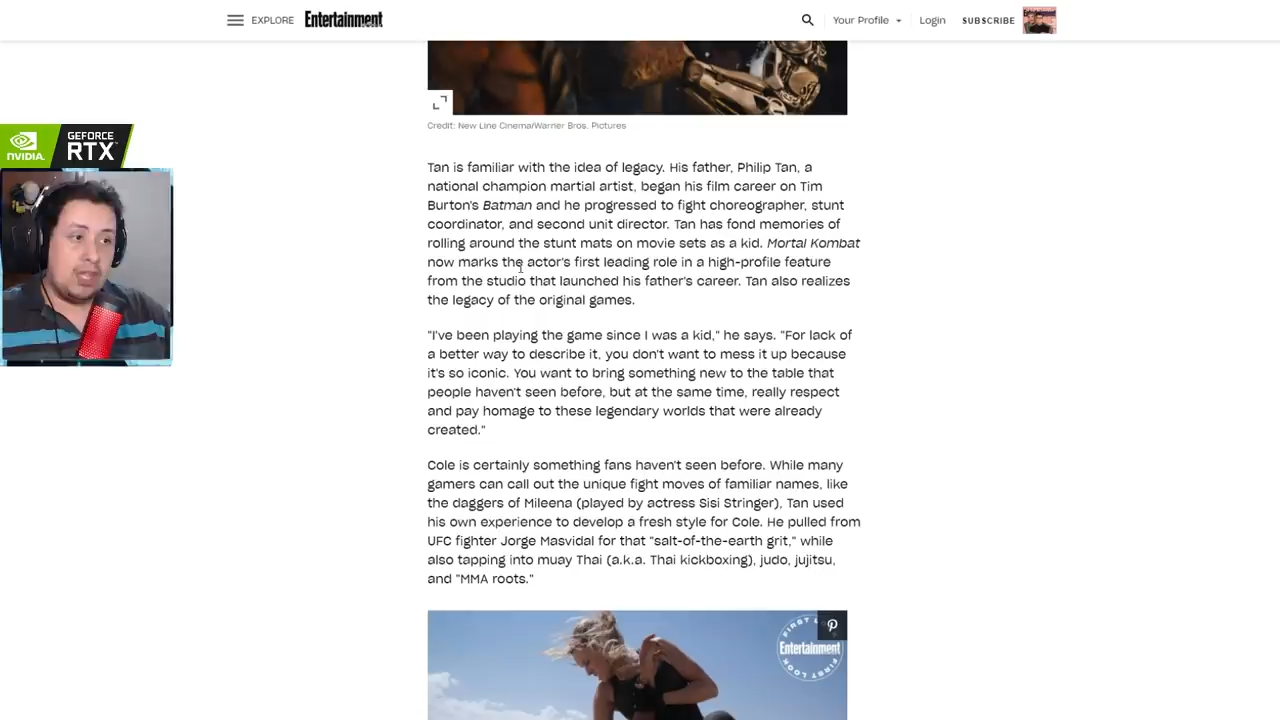 EXPLORE
Entertainment
Your Profile
Login
SUBSCRIBE
NVIDIA.
GEFORCE
RTX
Credit: New Line Cinema/Warner Bros. Pictures
Tan is familiar with the idea of legacy. His father, Philip Tan, a
national champion martial artist, began his film career on Tim
Burton's Batman and he progressed to fight choreographer, stunt
coordinator, and second unit director. Tan has fond memories of
rolling around the stunt mats on movie sets as a kid. Mortal Kombat
now marks the actor's first leading role in a high-profile feature
from the studio that launched his father's career. Tan also realizes
the legacy of the original games.
"I've been playing the game since I was a kid," he says. "For lack of
a better way to describe it, you don't want to mess it up because
it's so iconic. You want to bring something new to the table that
people haven't seen before, but at the same time, really respect
and pay homage to these legendary worlds that were already
created."
Cole is certainly something fans haven't seen before. While many
gamers can call out the unique fight moves of familiar names, like
the daggers of Mileena (played by actress Sisi Stringer), Tan used
his own experience to develop a fresh style for Cole. He pulled from
UFC fighter Jorge Masvidal for that "salt-of-the-earth grit," while
also tapping into muay Thai (a.k.a. Thai kickboxing), judo, jujitsu,
and "MMA roots."
FIRST LOOK
Entertainment
FIRST LOOK